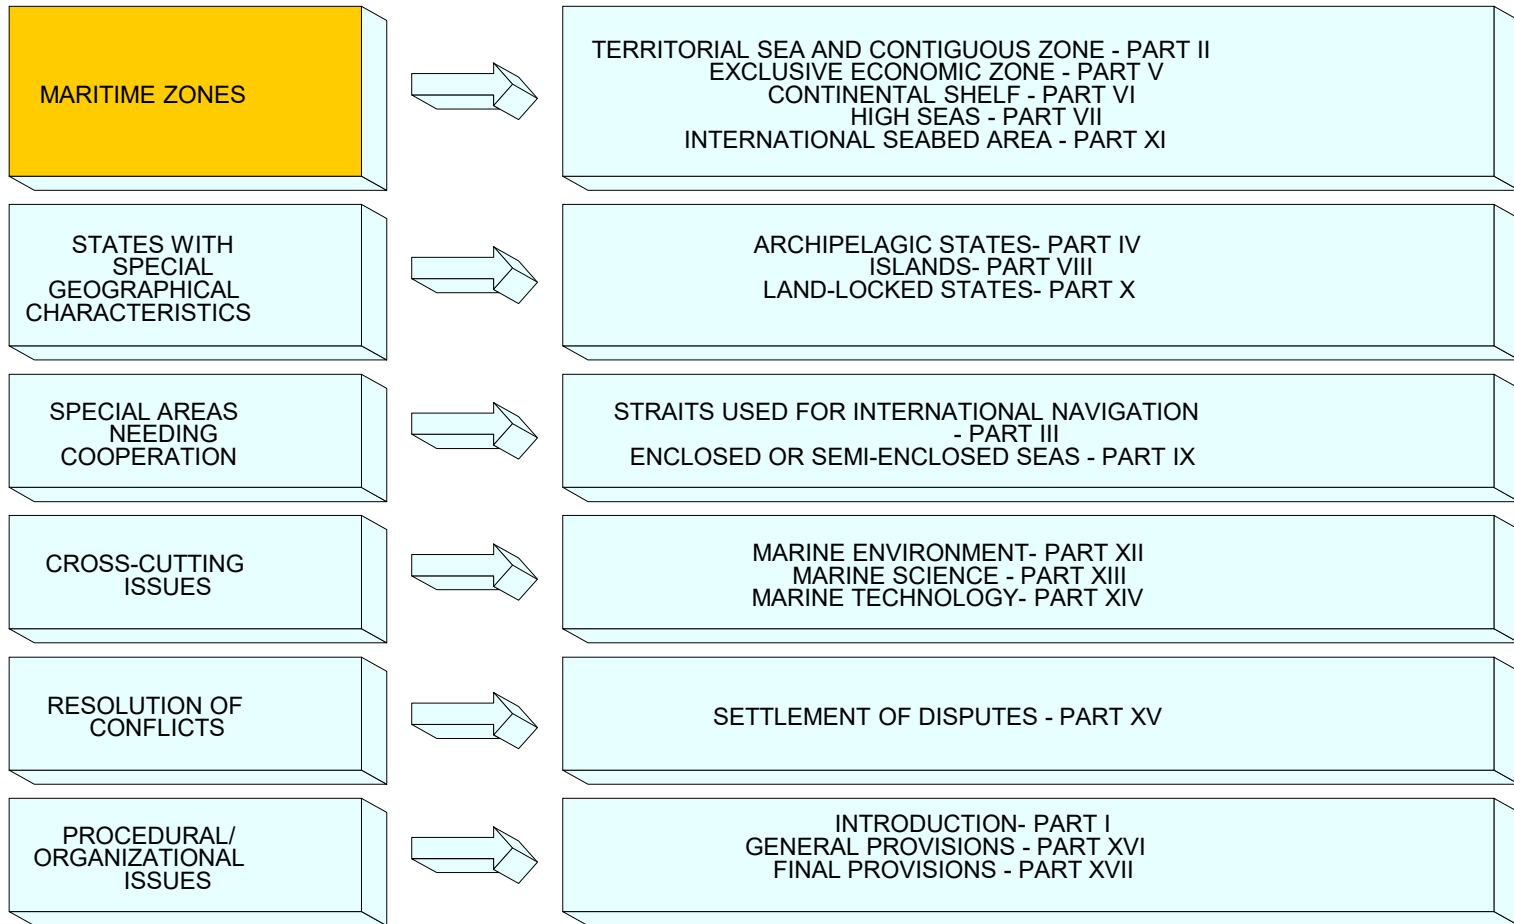 MARITIME ZONES
TERRITORIAL SEA AND CONTIGUOUS ZONE - PART II
EXCLUSIVE ECONOMIC ZONE - PART V
CONTINENTAL SHELF - PART VI
HIGH SEAS - PART VII
INTERNATIONAL SEABED AREA - PART XI
STATES WITH
SPECIAL
GEOGRAPHICAL
CHARACTERISTICS
ARCHIPELAGIC STATES- PART IV
ISLANDS- PART VIII
LAND-LOCKED STATES- PART X
SPECIAL AREAS
NEEDING
COOPERATION
STRAITS USED FOR INTERNATIONAL NAVIGATION
- PART III
ENCLOSED OR SEMI-ENCLOSED SEAS - PART IX
CROSS-CUTTING
ISSUES
MARINE ENVIRONMENT- PART XII
MARINE SCIENCE - PART XIII
MARINE TECHNOLOGY- PART XIV
RESOLUTION OF
CONFLICTS
SETTLEMENT OF DISPUTES - PART XV
PROCEDURAL/
ORGANIZATIONAL
ISSUES
INTRODUCTION- PART I
GENERAL PROVISIONS - PART XVI
FINAL PROVISIONS - PART XVII